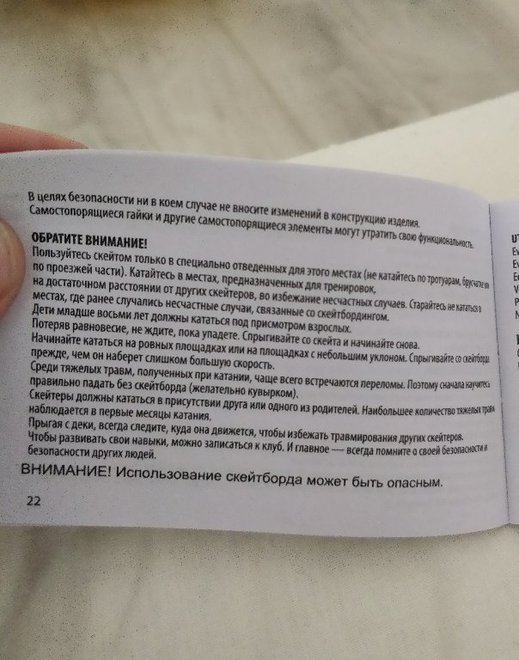 В целях безопасности ни в коем случае не вносите изменений в конструкцию изделия.
Самостопорящиеся гайки и другие самостопорящиеся элементы могут утратить свою функциональность.
ОБРАТИТЕ ВНИМАНИЕ!
Пользуйтесь скейтом только в специально отведенных для этого местах (не катайтесь по тротуарам, брусчатке или
по проезжей части). Катайтесь в местах, предназначенных для тренировок,
на достаточном расстоянии от других скейтеров, во избежание несчастных случаев. Старайтесь не кататься в
местах, где ранее случались несчастные случаи, связанные со скейтбордингом.
Дети младше восьми лет должны кататься под присмотром взрослых.
Потеряв равновесие, не ждите, пока упадете. Спрыгивайте со скейта и начинайте снова.
Начинайте кататься на ровных площадках или на площадках с небольшим уклоном. Спрыгивайте со скейтборда
прежде, чем он наберет слишком большую скорость.
Среди тяжелых травм, полученных при катании, чаще всего встречаются переломы. Поэтому сначала научитесь
правильно падать без скейтборда (желательно кувырком).
Скейтеры должны кататься в присутствии друга или одного из родителей. Наибольшее количество тяжелых травм
наблюдается в первые месяцы катания.
Прыгая с деки, всегда следите, куда она движется, чтобы избежать травмирования других скейтеров.
Чтобы развивать свои навыки, можно записаться к клуб. И главное — всегда помните о своей безопасности и
безопасности других людей.
ВНИМАНИЕ! Использование скейтборда может быть опасным.
22